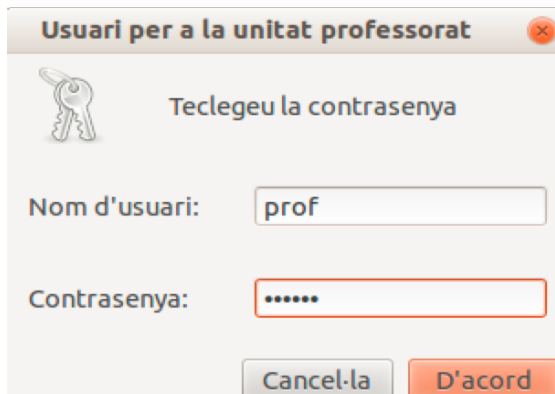 Usuari per a la unitat professorat
Teclegeu la contrasenya
Nom d'usuari: prof
Contrasenya: ••••••
Cancel·la D'acord